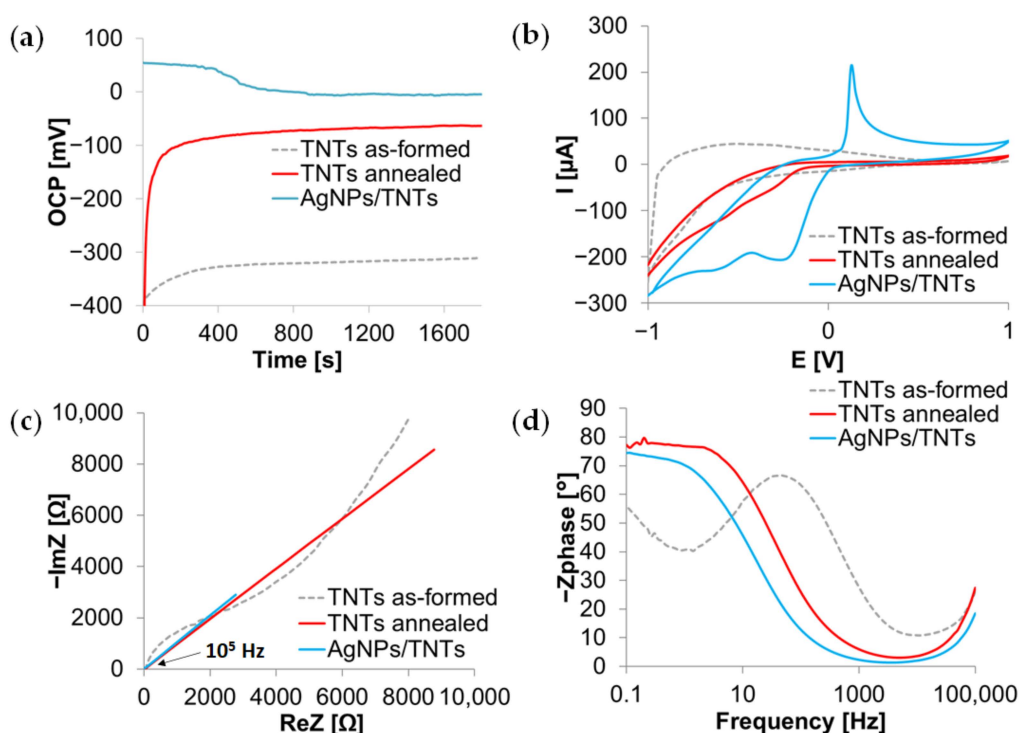 (a)
100
0
−100
−200
−300
−400
OCP [mV]
0
400
800
1200
1600
Time [s]
TNTs as-formed
TNTs annealed
AgNPs/TNTs
(b)
300
200
100
0
−100
−200
−300
I [µA]
−1
0
1
E [V]
TNTs as-formed
TNTs annealed
AgNPs/TNTs
(c)
10,000
8000
6000
4000
2000
0
−ImZ [Ω]
0
2000
4000
6000
8000
10,000
ReZ [Ω]
10⁵ Hz
TNTs as-formed
TNTs annealed
AgNPs/TNTs
(d)
90
80
70
60
50
40
30
20
10
0
−Zphase [°]
0.1
10
1000
100,000
Frequency [Hz]
TNTs as-formed
TNTs annealed
AgNPs/TNTs